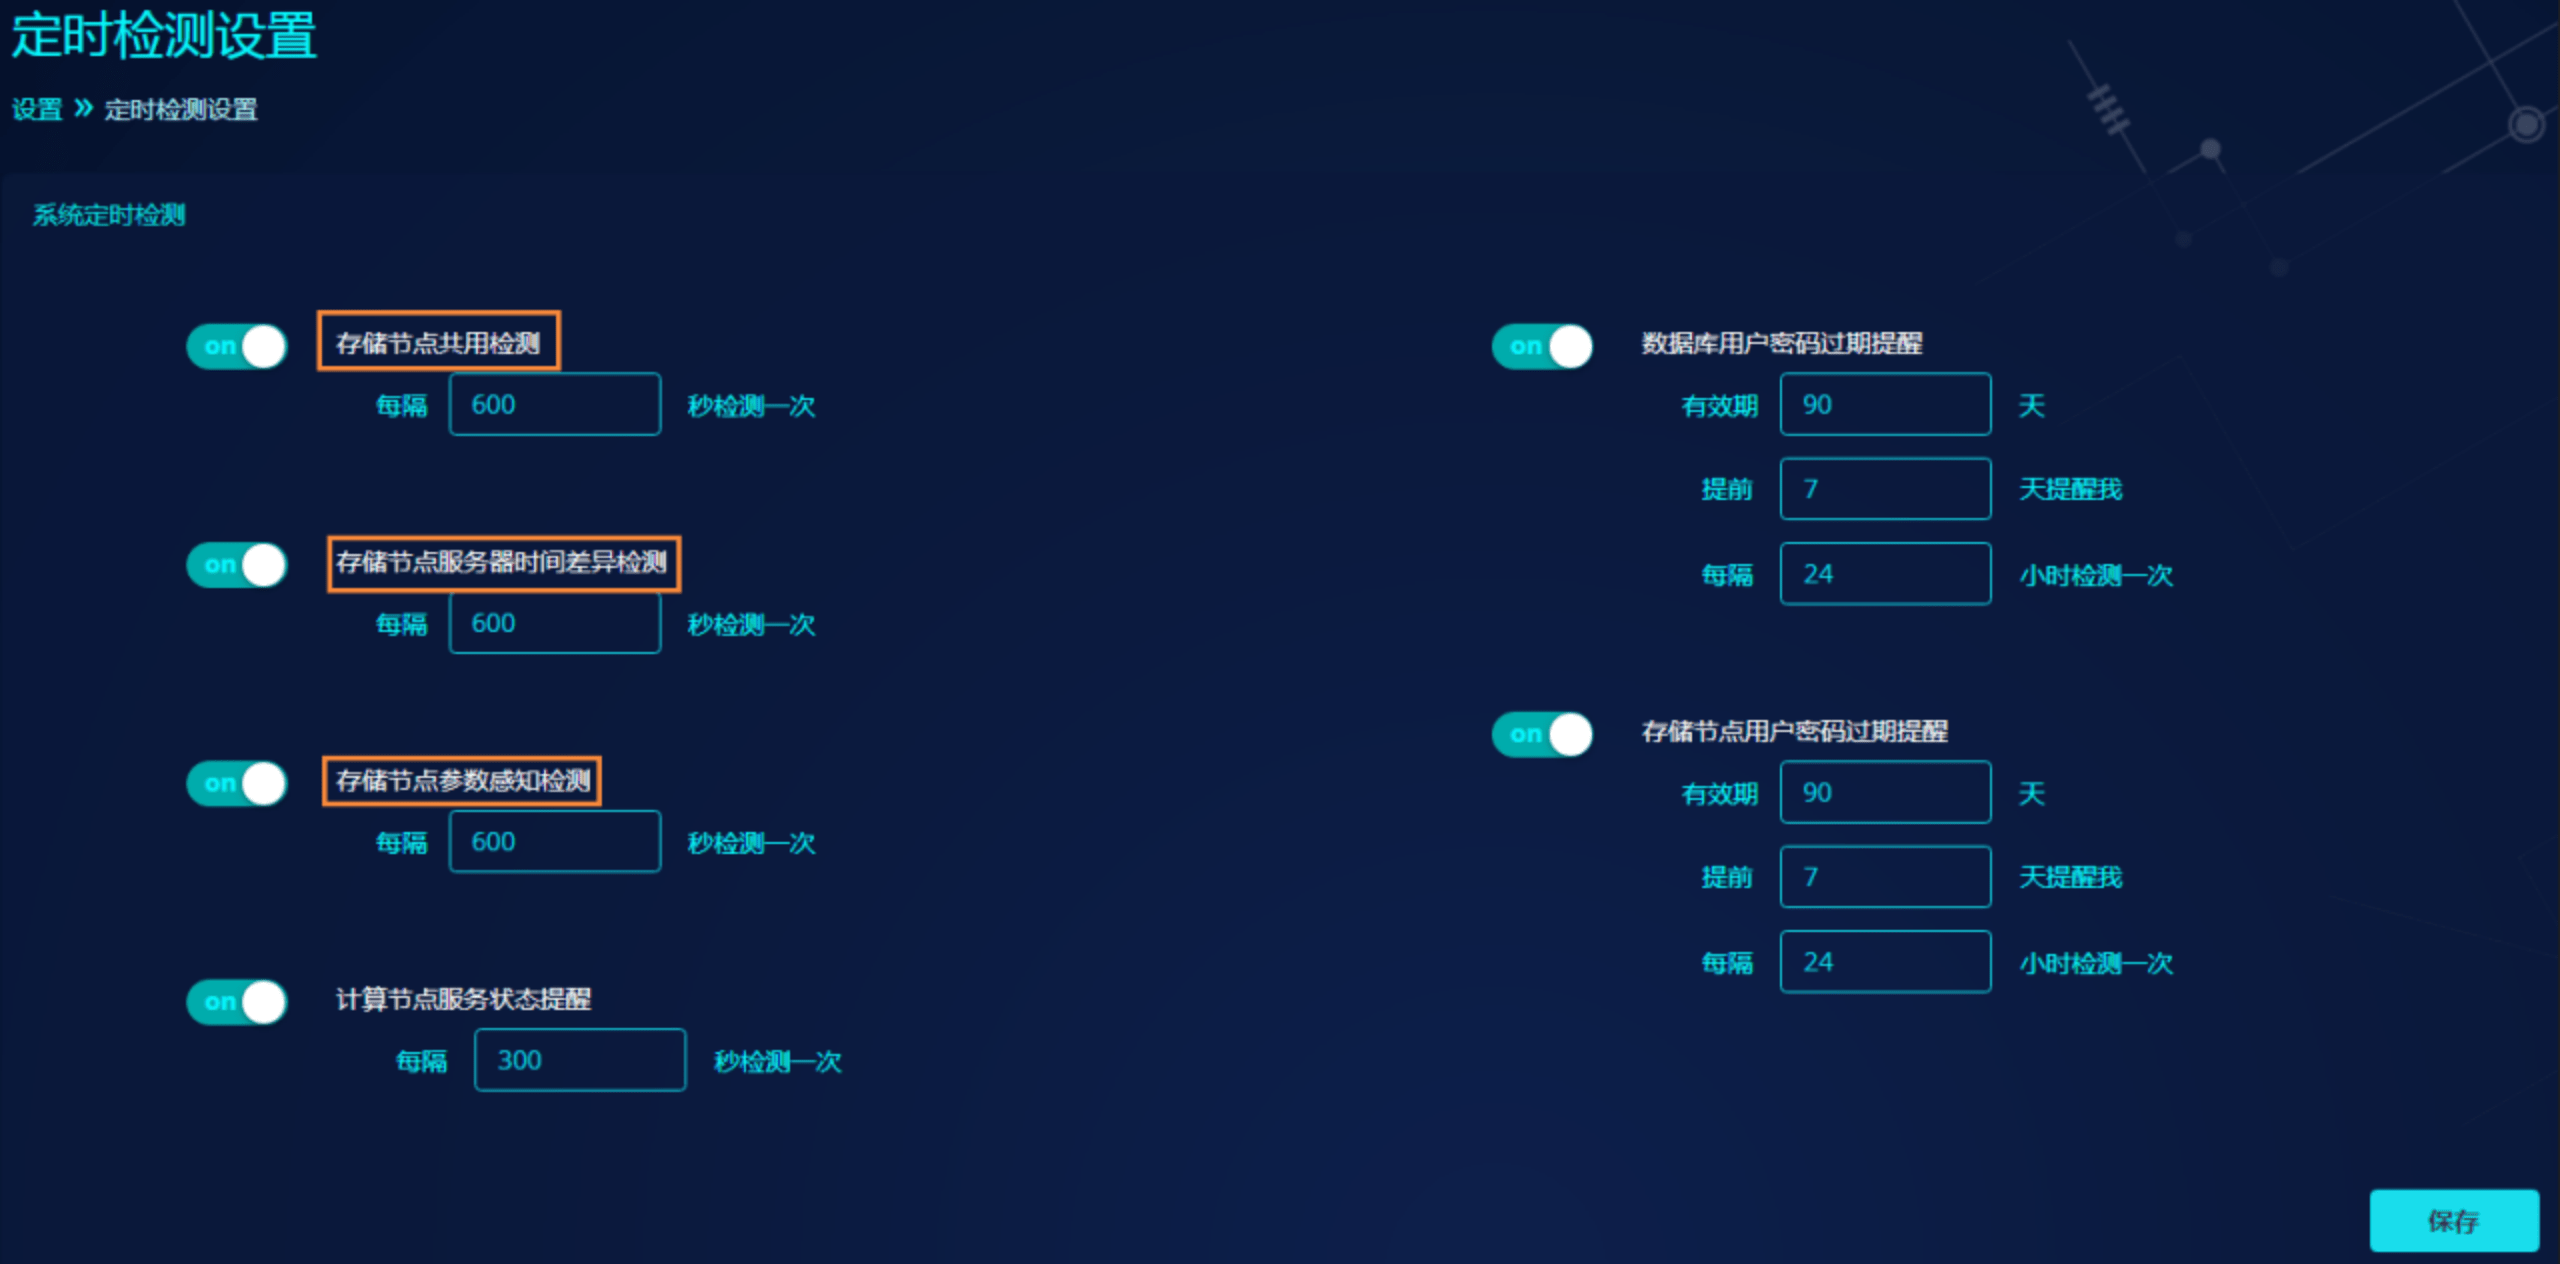 定时检测设置
设置 » 定时检测设置
系统定时检测
on 存储节点共用检测
每隔 600 秒检测一次
on 存储节点服务器时间差异检测
每隔 600 秒检测一次
on 存储节点参数感知检测
每隔 600 秒检测一次
on 计算节点服务状态提醒
每隔 300 秒检测一次
on 数据库用户密码过期提醒
有效期 90 天
提前 7 天提醒我
每隔 24 小时检测一次
on 存储节点用户密码过期提醒
有效期 90 天
提前 7 天提醒我
每隔 24 小时检测一次
保存